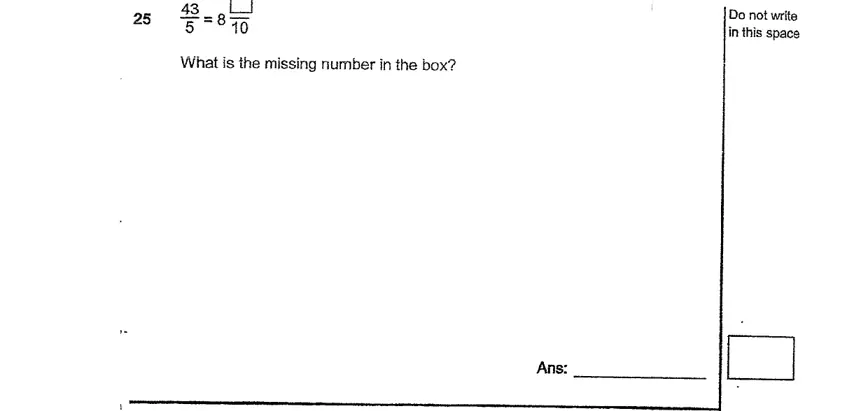 25 43/5 = 8 □/10
What is the missing number in the box?
Do not write
in this space
Ans: ____________